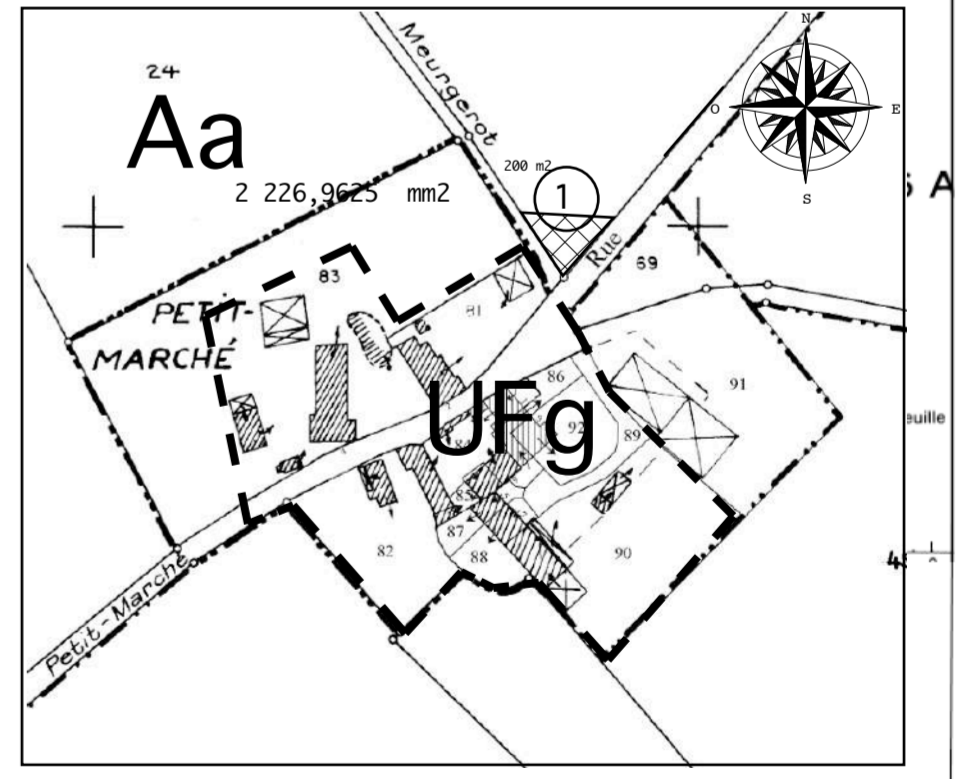 N
O
E
S
24
Aa
2 226,9625 mm2
Meurgerot
200 m2
1
Rue
69
83
81
PETIT-
MARCHÉ
UFg
86
92
89
91
85
87
88
82
90
Petit-Marché
A
euille